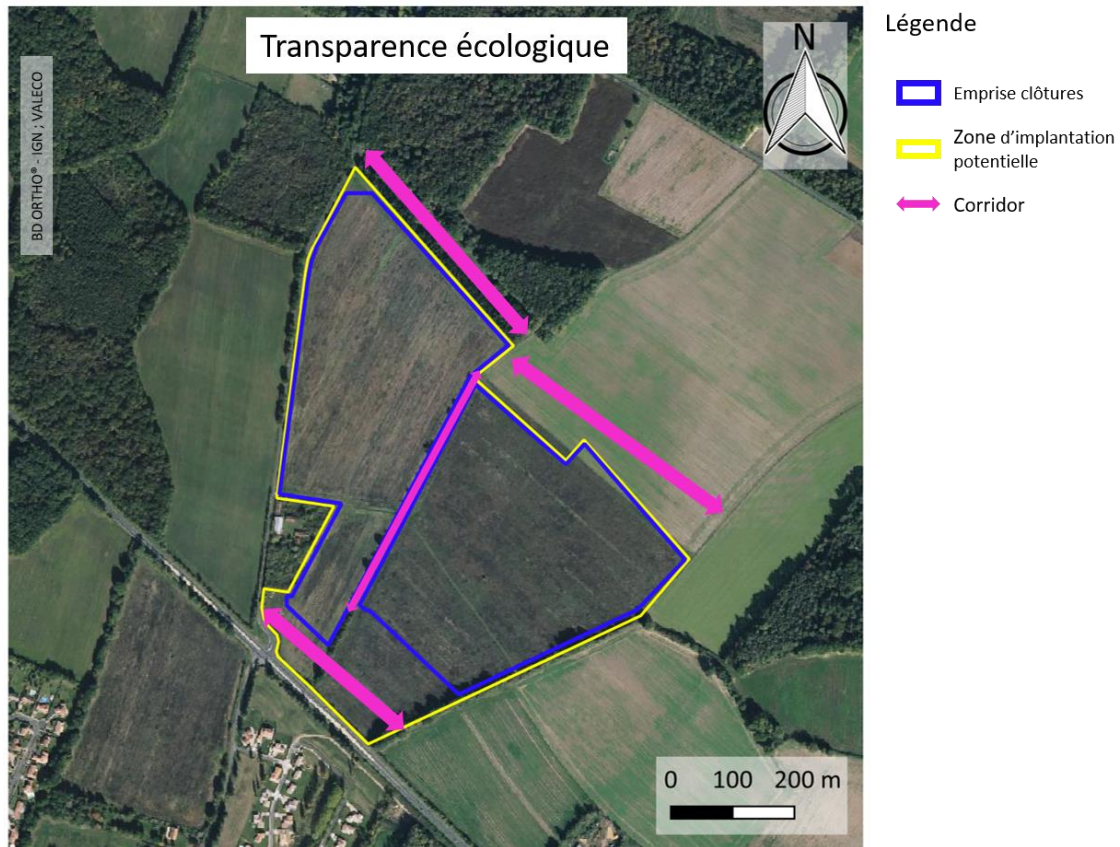 Transparence écologique
BD ORTHO® - IGN ; VALECO
N
0 100 200 m
Légende
Emprise clôtures
Zone d'implantation
potentielle
Corridor